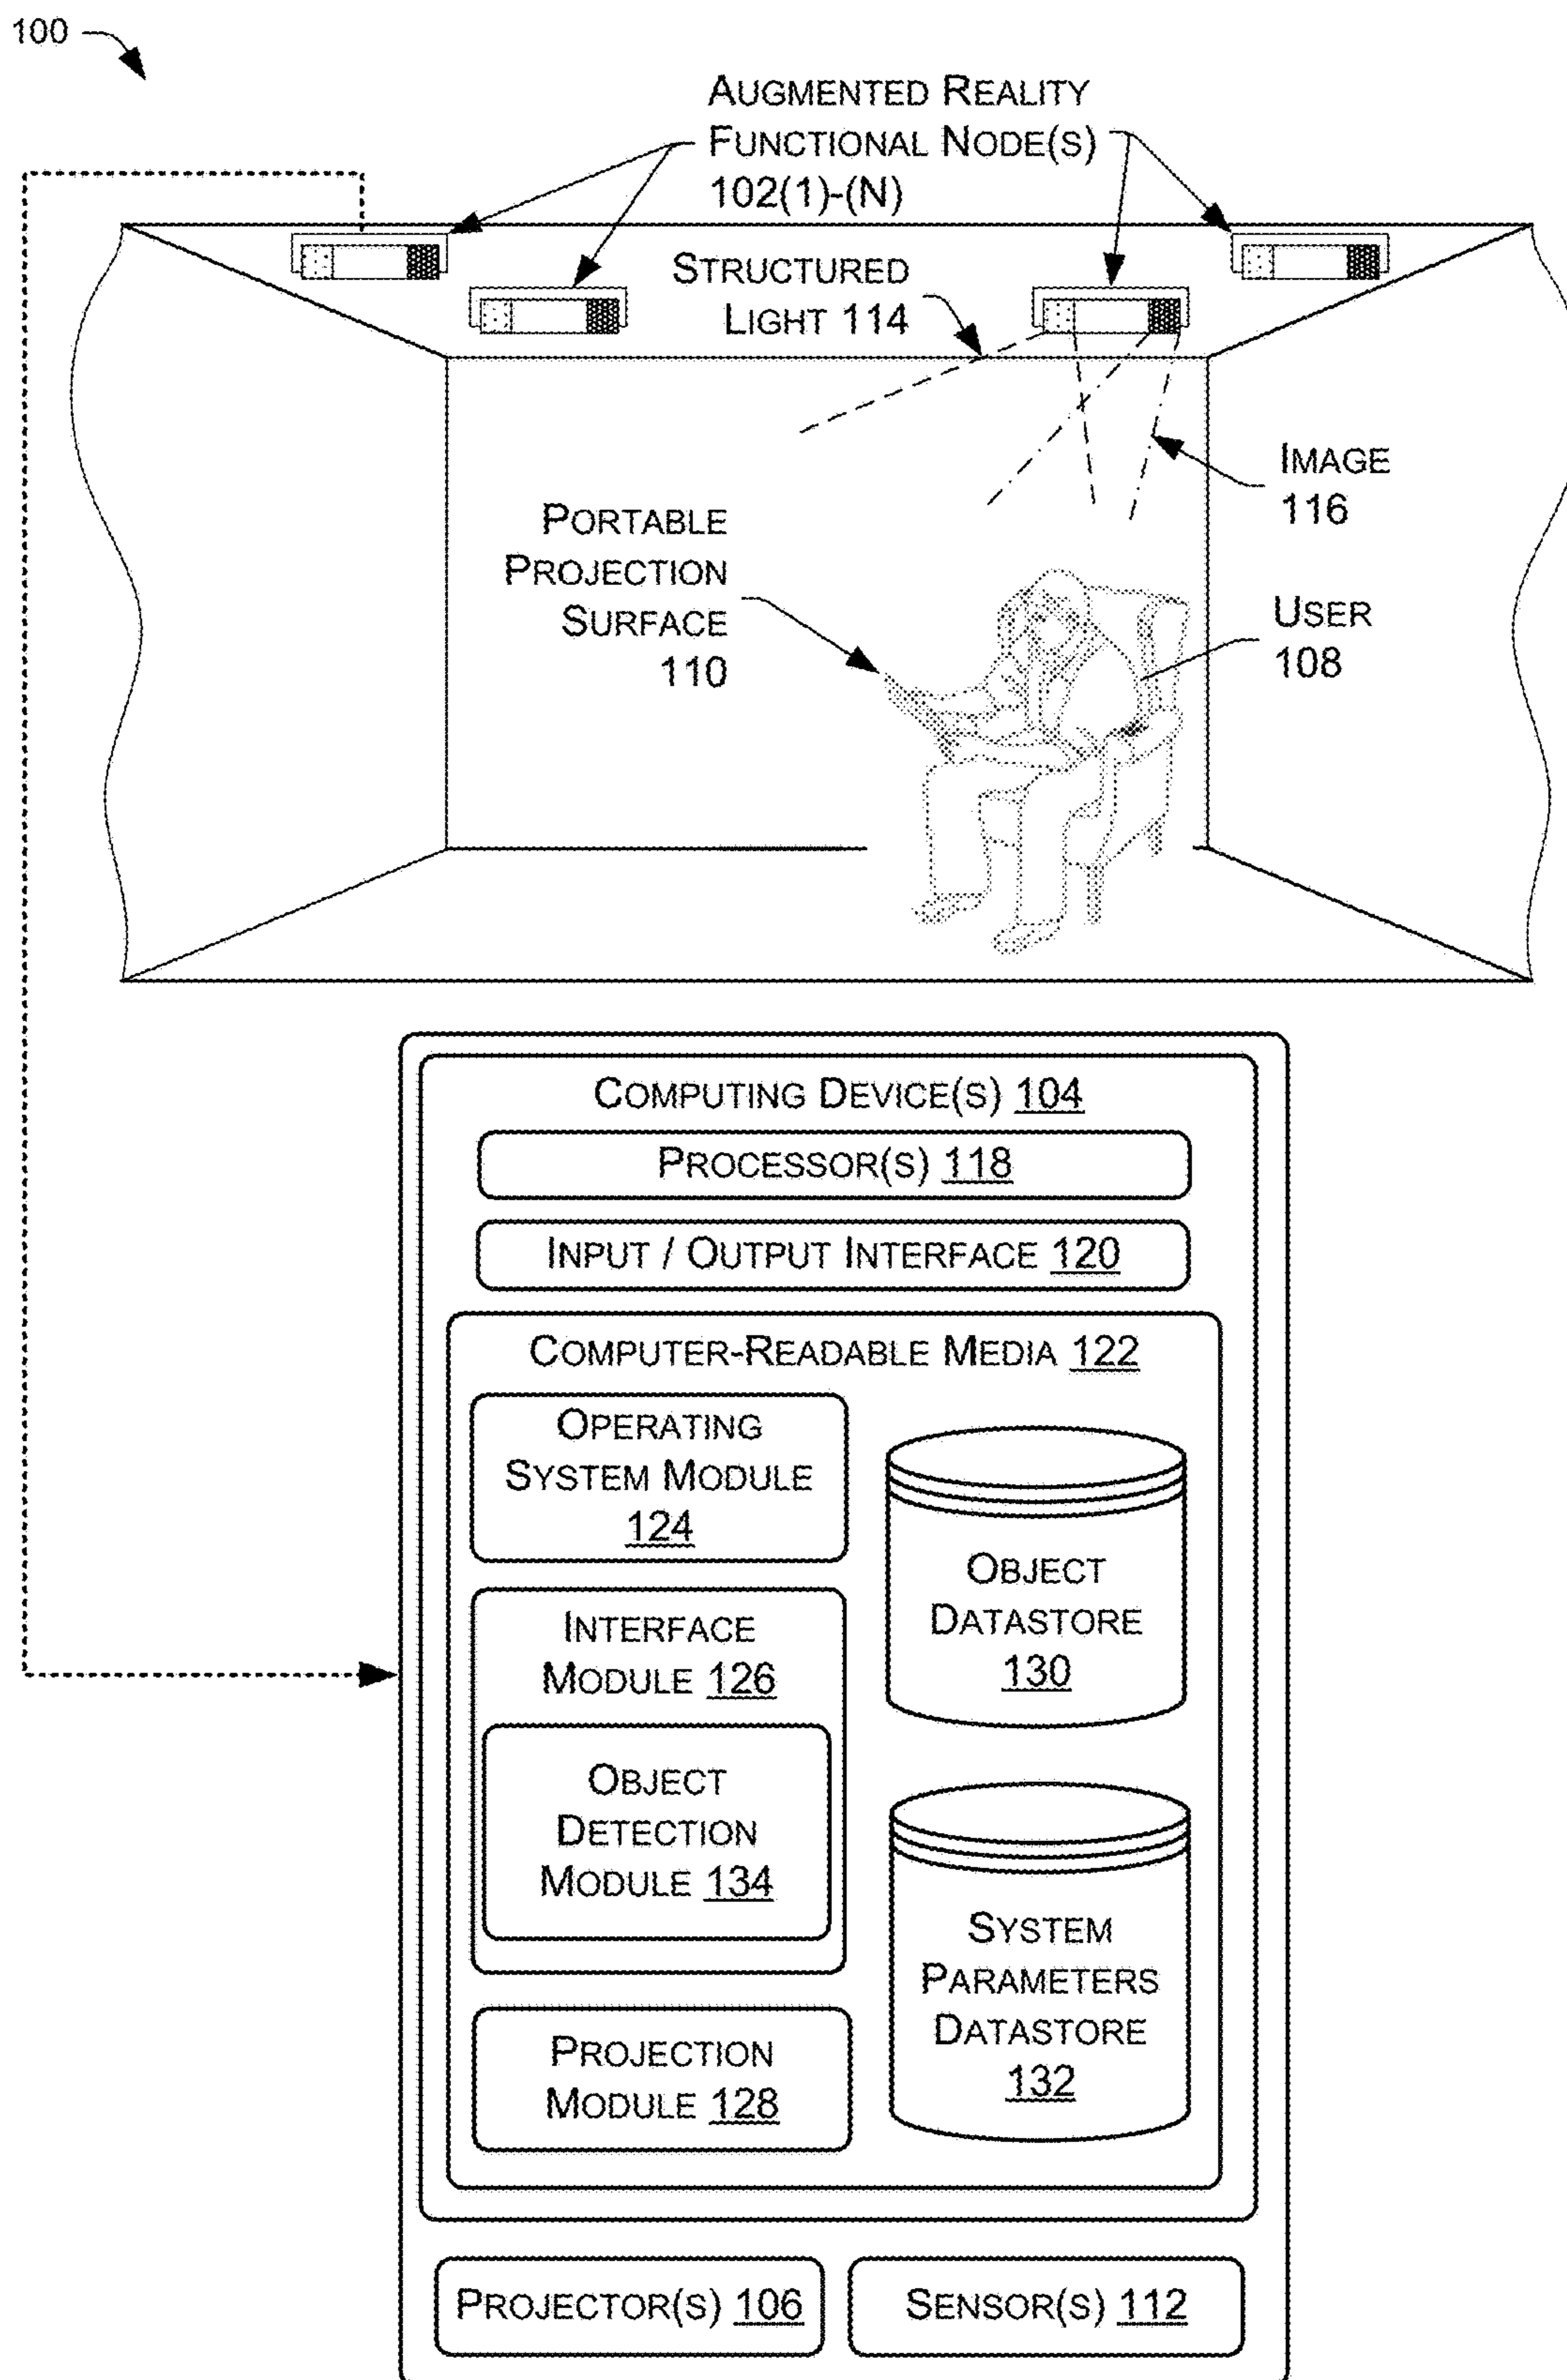 100
AUGMENTED REALITY
FUNCTIONAL NODE(S)
102(1)-(N)
STRUCTURED
LIGHT 114
IMAGE
116
PORTABLE
PROJECTION
SURFACE
110
USER
108
COMPUTING DEVICE(S) 104
PROCESSOR(S) 118
INPUT / OUTPUT INTERFACE 120
COMPUTER-READABLE MEDIA 122
OPERATING
SYSTEM MODULE
124
OBJECT
DATASTORE
130
INTERFACE
MODULE 126
OBJECT
DETECTION
MODULE 134
SYSTEM
PARAMETERS
DATASTORE
132
PROJECTION
MODULE 128
PROJECTOR(S) 106
SENSOR(S) 112